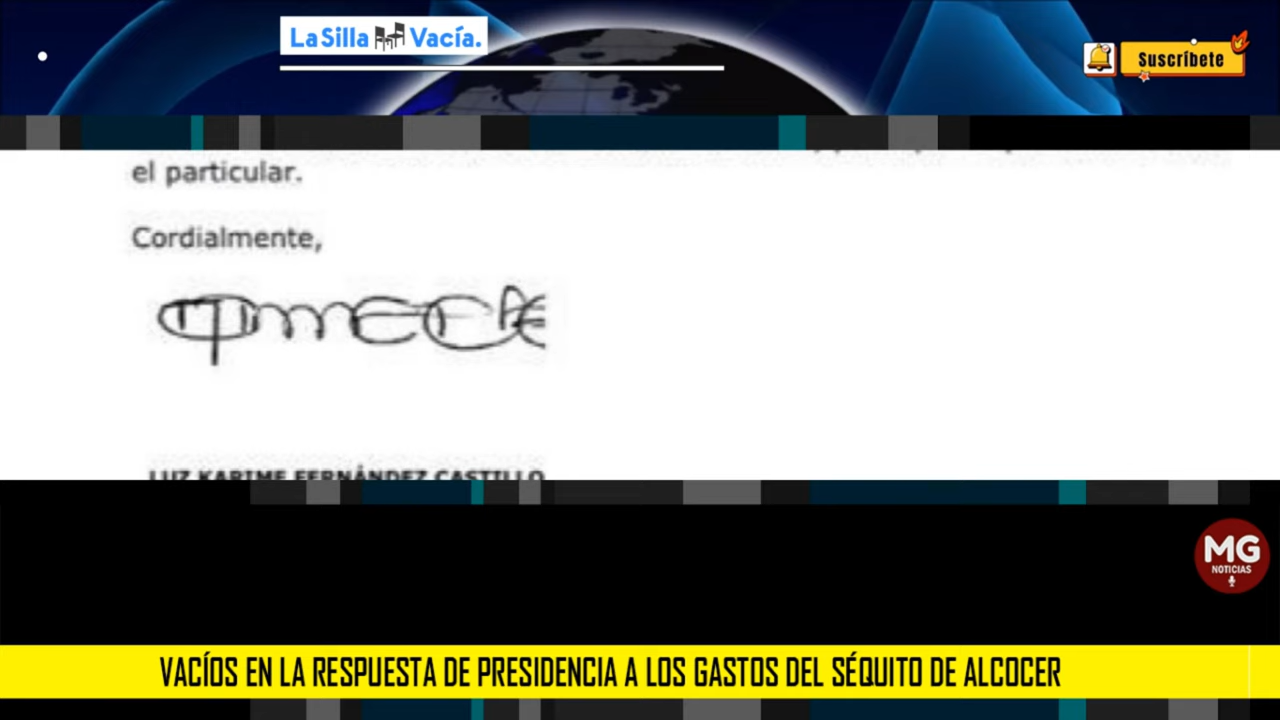 La Silla Vacía.
Suscríbete
el particular.
Cordialmente,
LUZ KARIME FERNÁNDEZ CASTILLO
MG
NOTICIAS
VACÍOS EN LA RESPUESTA DE PRESIDENCIA A LOS GASTOS DEL SÉQUITO DE ALCOCER